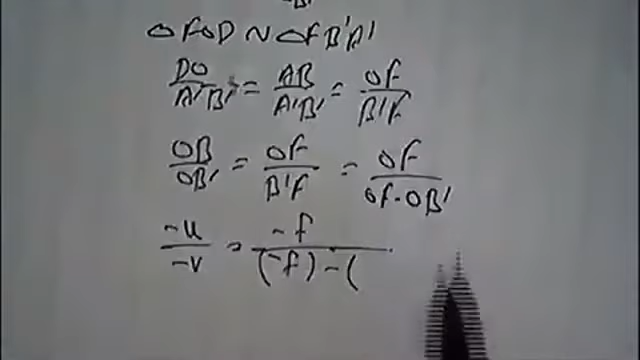 △FOD ~ △FB'A'
DO/A'B' = AB/A'B' = OF/B'F
OB/OB' = OF/B'F = OF/OF-OB'
-u/-v = -f/(-f)-(